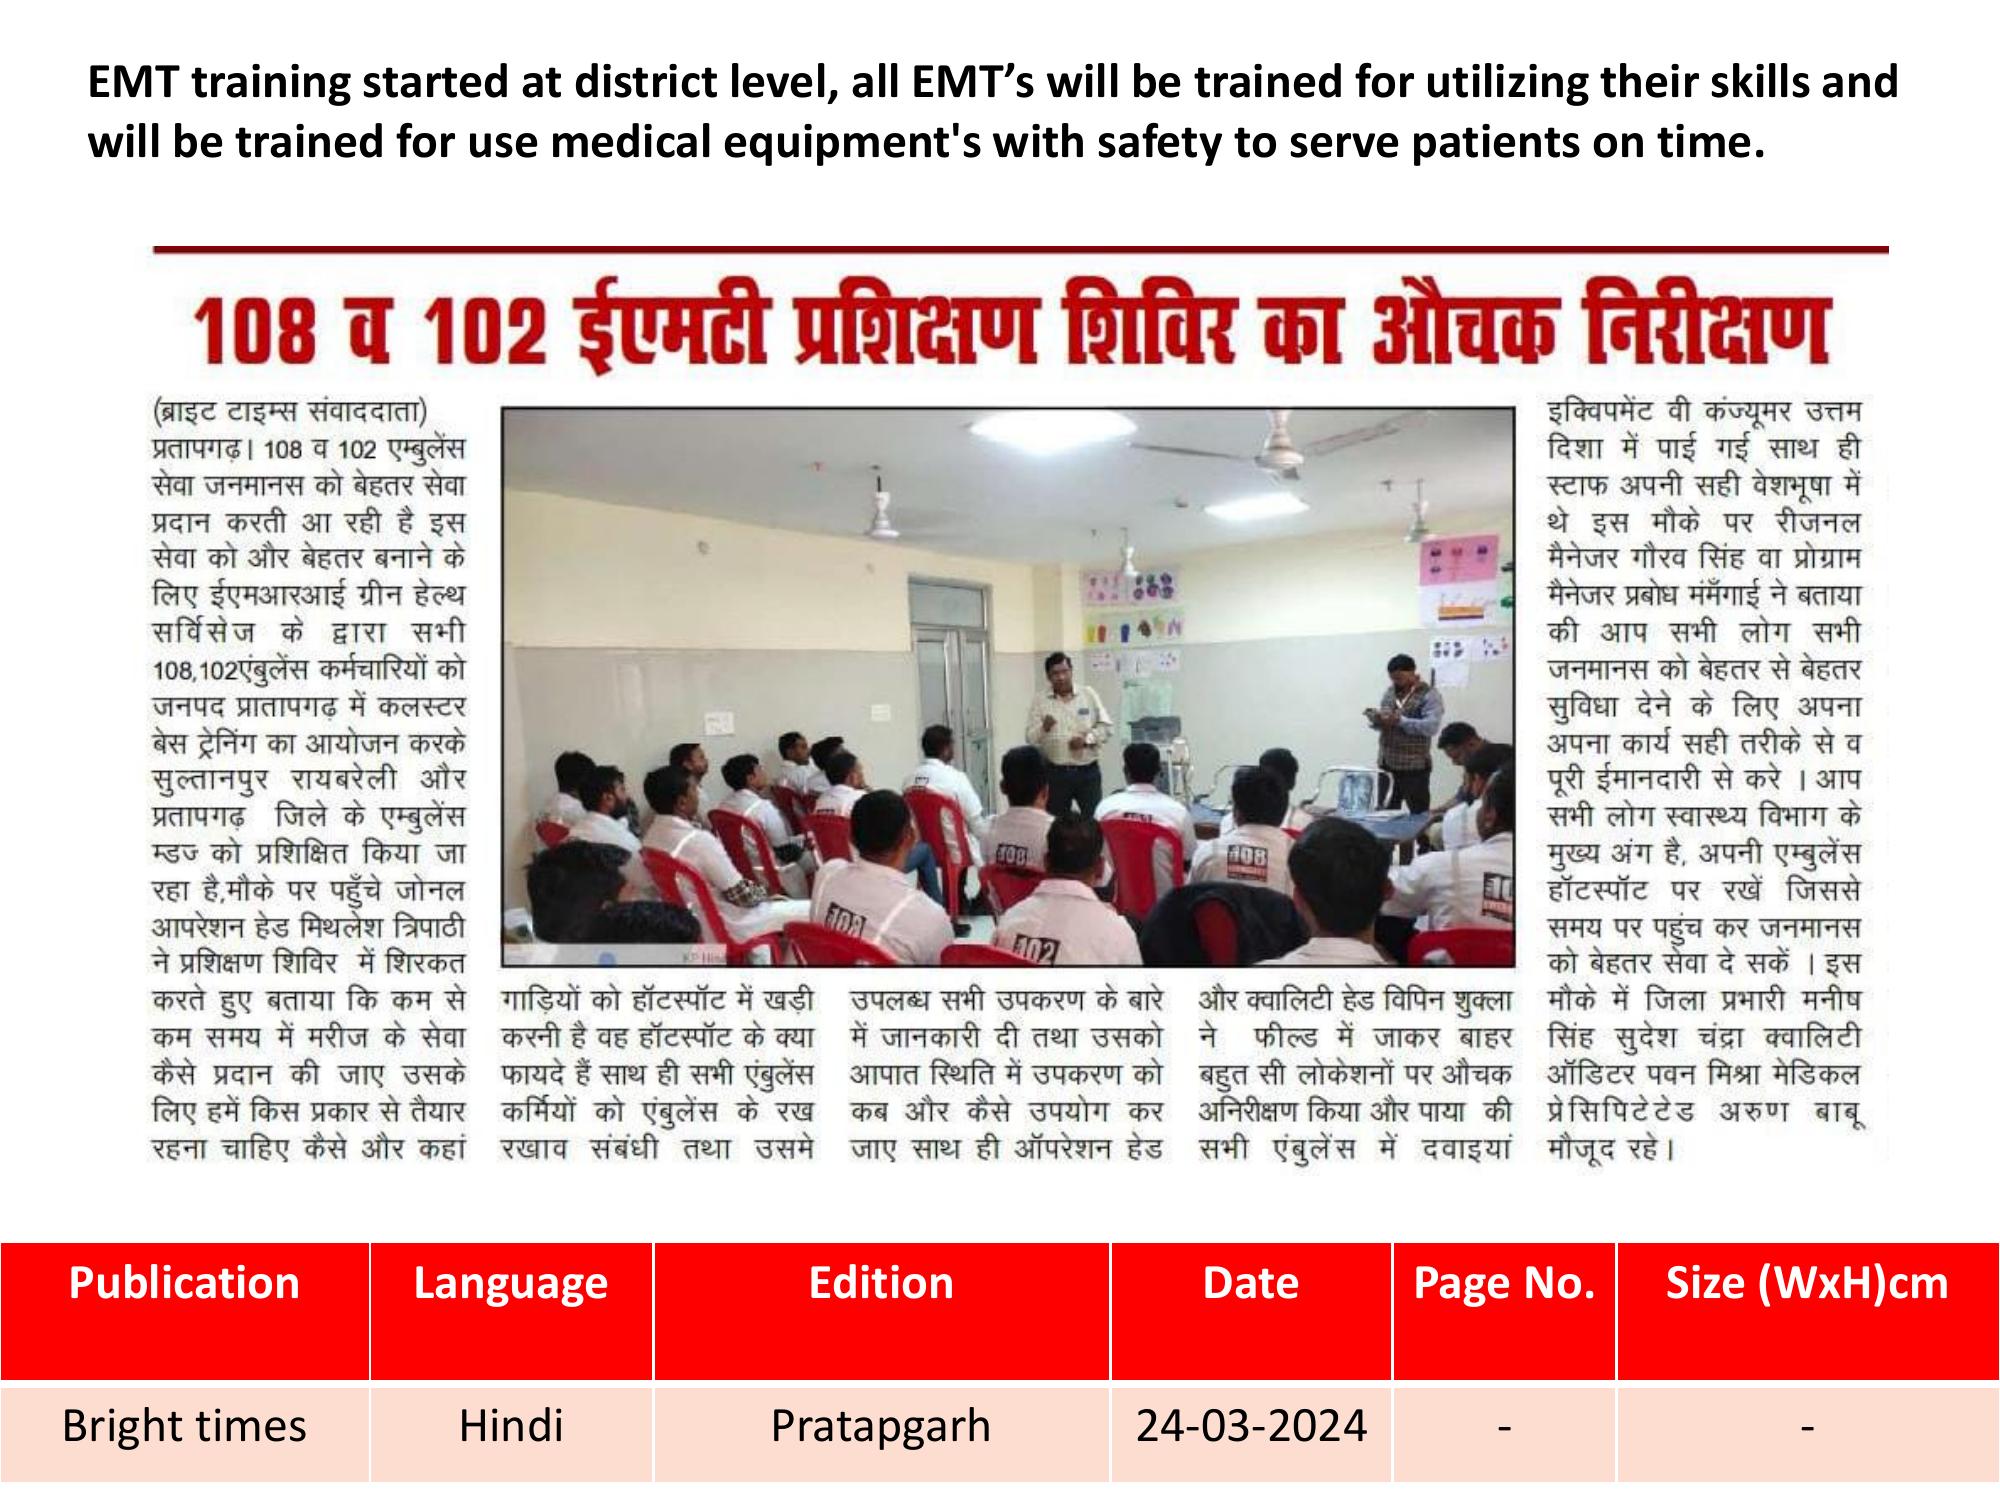 EMT training started at district level, all EMT’s will be trained for utilizing their skills and
will be trained for use medical equipment's with safety to serve patients on time.
108 व 102 ईएमटी प्रशिक्षण शिविर का औचक निरीक्षण
(ब्राइट टाइम्स संवाददाता)
प्रतापगढ़। 108 व 102 एम्बुलेंस
सेवा जनमानस को बेहतर सेवा
प्रदान करती आ रही है इस
सेवा को और बेहतर बनाने के
लिए ईएमआरआई ग्रीन हेल्थ
सर्विसेज के द्वारा सभी
108,102एंबुलेंस कर्मचारियों को
जनपद प्रातापगढ़ में कलस्टर
बेस ट्रेनिंग का आयोजन करके
सुल्तानपुर रायबरेली और
प्रतापगढ़ जिले के एम्बुलेंस
म्डज को प्रशिक्षित किया जा
रहा है,मौके पर पहुँचे जोनल
आपरेशन हेड मिथलेश त्रिपाठी
ने प्रशिक्षण शिविर में शिरकत
करते हुए बताया कि कम से
कम समय में मरीज के सेवा
कैसे प्रदान की जाए उसके
लिए हमें किस प्रकार से तैयार
रहना चाहिए कैसे और कहां
108
108
108
102
गाड़ियों को हॉटस्पॉट में खड़ी
करनी है वह हॉटस्पॉट के क्या
फायदे हैं साथ ही सभी एंबुलेंस
कर्मियों को एंबुलेंस के रख
रखाव संबंधी तथा उसमे
उपलब्ध सभी उपकरण के बारे
में जानकारी दी तथा उसको
आपात स्थिति में उपकरण को
कब और कैसे उपयोग कर
जाए साथ ही ऑपरेशन हेड
और क्वालिटी हेड विपिन शुक्ला
ने फील्ड में जाकर बाहर
बहुत सी लोकेशनों पर औचक
अनिरीक्षण किया और पाया की
सभी एंबुलेंस में दवाइयां
इक्विपमेंट वी कंज्यूमर उत्तम
दिशा में पाई गई साथ ही
स्टाफ अपनी सही वेशभूषा में
थे इस मौके पर रीजनल
मैनेजर गौरव सिंह वा प्रोग्राम
मैनेजर प्रबोध मंमँगाई ने बताया
की आप सभी लोग सभी
जनमानस को बेहतर से बेहतर
सुविधा देने के लिए अपना
अपना कार्य सही तरीके से व
पूरी ईमानदारी से करे । आप
सभी लोग स्वास्थ्य विभाग के
मुख्य अंग है, अपनी एम्बुलेंस
हॉटस्पॉट पर रखें जिससे
समय पर पहुंच कर जनमानस
को बेहतर सेवा दे सकें । इस
मौके में जिला प्रभारी मनीष
सिंह सुदेश चंद्रा क्वालिटी
ऑडिटर पवन मिश्रा मेडिकल
प्रेसिपिटेटेड अरुण बाबू
मौजूद रहे।
Publication Language Edition Date Page No. Size (WxH)cm
Bright times Hindi Pratapgarh 24-03-2024 - -